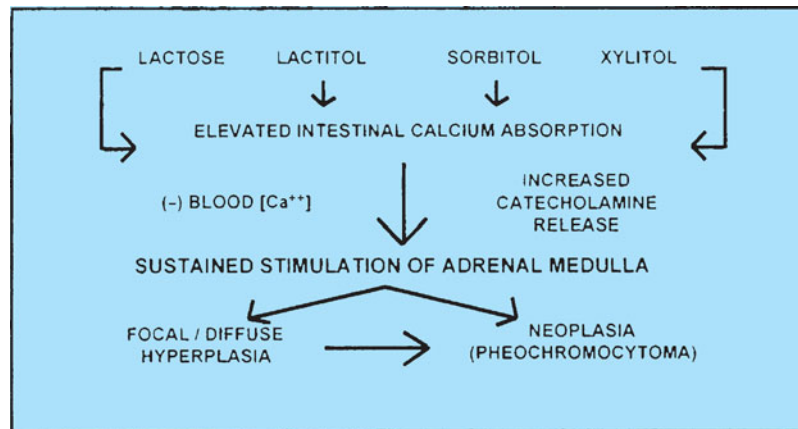 LACTOSE LACTITOL SORBITOL XYLITOL
ELEVATED INTESTINAL CALCIUM ABSORPTION
(–) BLOOD [Ca⁺⁺]
INCREASED
CATECHOLAMINE
RELEASE
SUSTAINED STIMULATION OF ADRENAL MEDULLA
FOCAL / DIFFUSE
HYPERPLASIA
NEOPLASIA
(PHEOCHROMOCYTOMA)